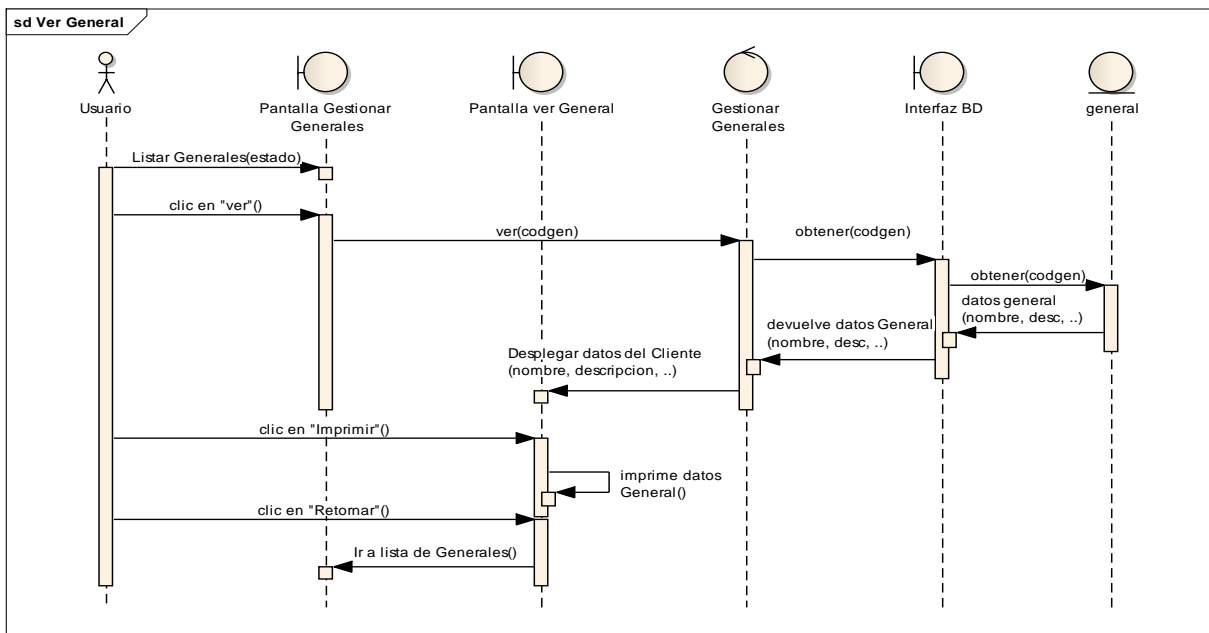 sd Ver General
Usuario
Pantalla Gestionar
Generales
Pantalla ver General
Gestionar
Generales
Interfaz BD
general
Listar Generales(estado)
clic en "ver"()
ver(codgen)
obtener(codgen)
obtener(codgen)
datos general
(nombre, desc, ..)
devuelve datos General
(nombre, desc, ..)
Desplegar datos del Cliente
(nombre, descripcion, ..)
clic en "Imprimir"()
imprime datos
General()
clic en "Retornar"()
Ir a lista de Generales()